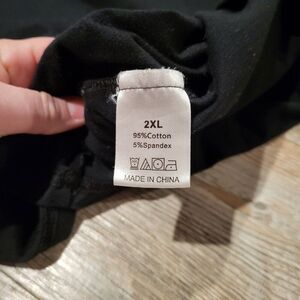 2XL
95%Cotton
5%Spandex
MADE IN CHINA